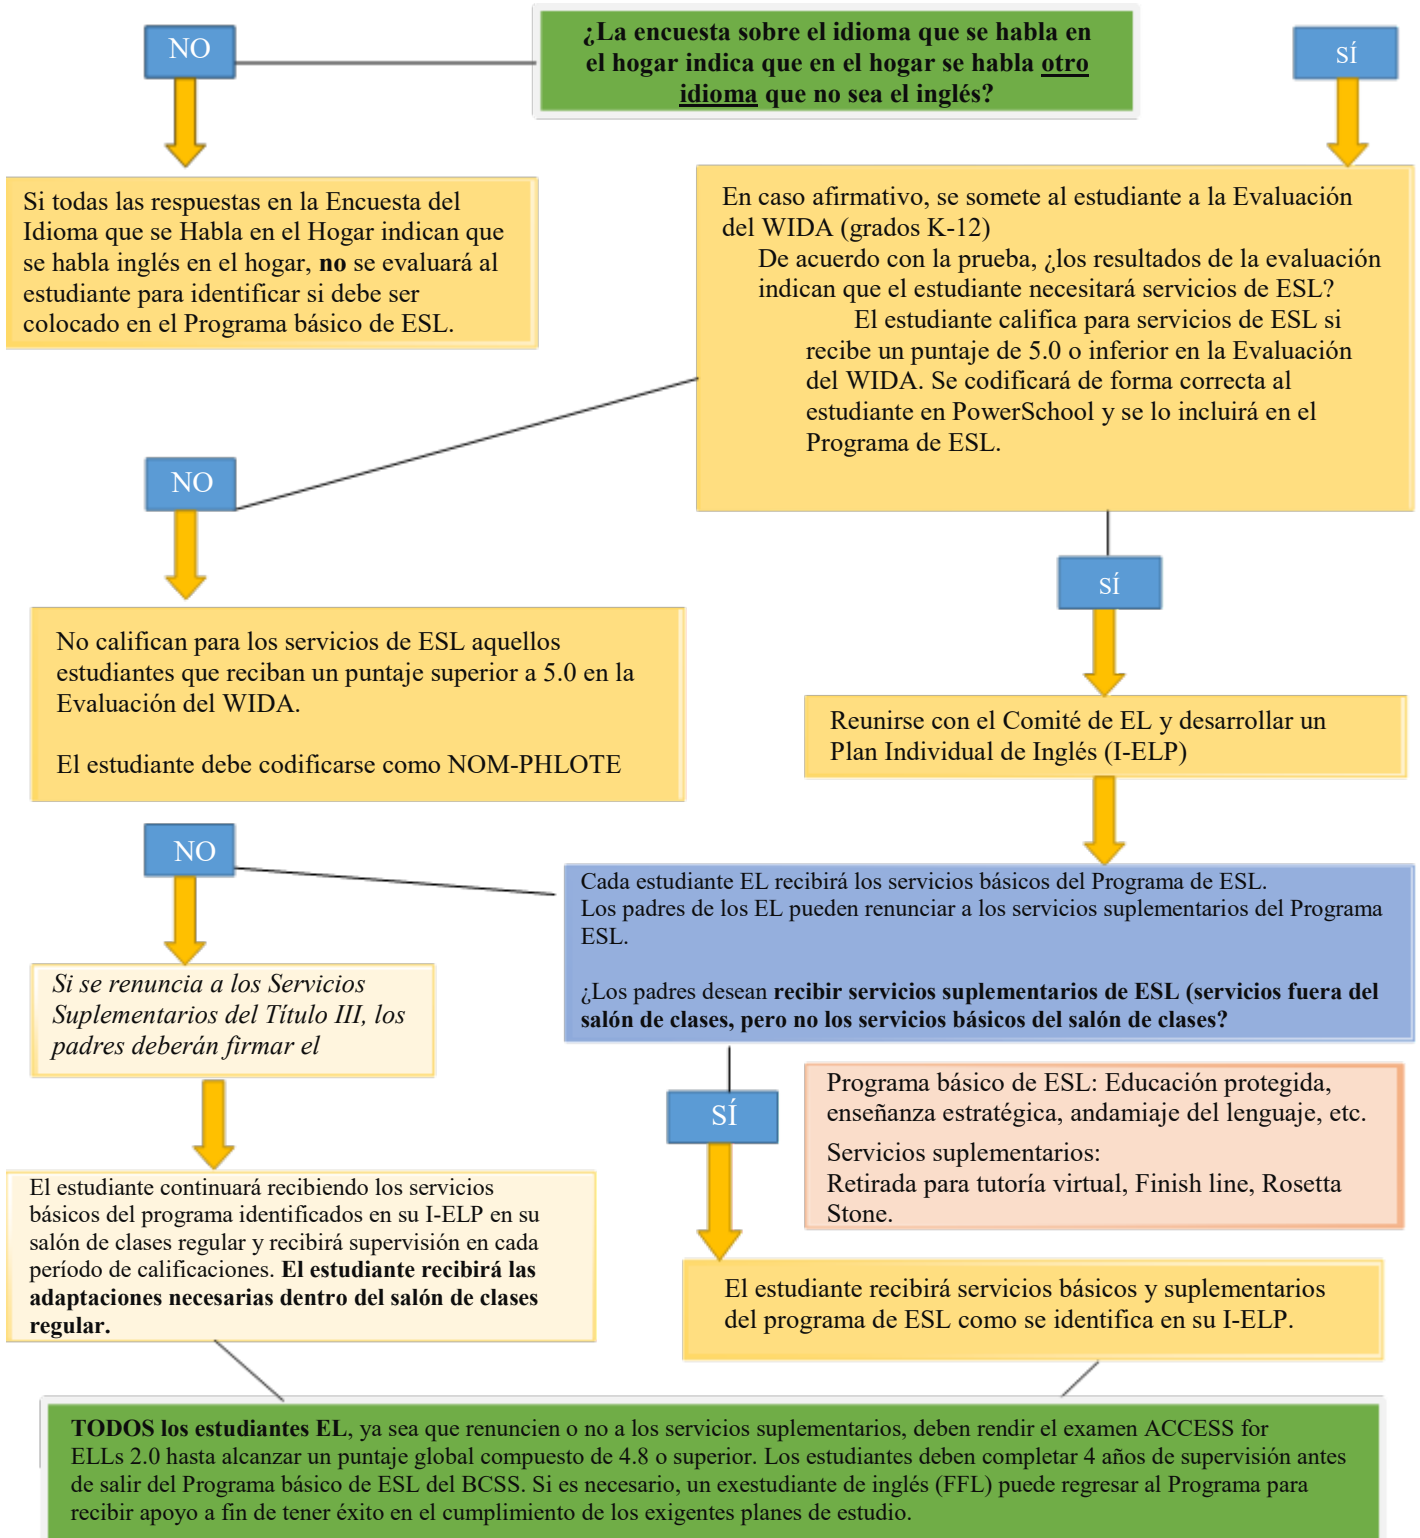 NO
¿La encuesta sobre el idioma que se habla en
el hogar indica que en el hogar se habla otro
idioma que no sea el inglés?
SÍ
Si todas las respuestas en la Encuesta del
Idioma que se Habla en el Hogar indican que
se habla inglés en el hogar, no se evaluará al
estudiante para identificar si debe ser
colocado en el Programa básico de ESL.
En caso afirmativo, se somete al estudiante a la Evaluación
del WIDA (grados K-12)
De acuerdo con la prueba, ¿los resultados de la evaluación
indican que el estudiante necesitará servicios de ESL?
El estudiante califica para servicios de ESL si
recibe un puntaje de 5.0 o inferior en la Evaluación
del WIDA. Se codificará de forma correcta al
estudiante en PowerSchool y se lo incluirá en el
Programa de ESL.
NO
SÍ
No califican para los servicios de ESL aquellos
estudiantes que reciban un puntaje superior a 5.0 en la
Evaluación del WIDA.
El estudiante debe codificarse como NOM-PHLOTE
Reunirse con el Comité de EL y desarrollar un
Plan Individual de Inglés (I-ELP)
NO
Cada estudiante EL recibirá los servicios básicos del Programa de ESL.
Los padres de los EL pueden renunciar a los servicios suplementarios del Programa
ESL.
¿Los padres desean recibir servicios suplementarios de ESL (servicios fuera del
salón de clases, pero no los servicios básicos del salón de clases?
Si se renuncia a los Servicios
Suplementarios del Título III, los
padres deberán firmar el
SÍ
Programa básico de ESL: Educación protegida,
enseñanza estratégica, andamiaje del lenguaje, etc.
Servicios suplementarios:
Retirada para tutoría virtual, Finish line, Rosetta
Stone.
El estudiante continuará recibiendo los servicios
básicos del programa identificados en su I-ELP en su
salón de clases regular y recibirá supervisión en cada
período de calificaciones. El estudiante recibirá las
adaptaciones necesarias dentro del salón de clases
regular.
El estudiante recibirá servicios básicos y suplementarios
del programa de ESL como se identifica en su I-ELP.
TODOS los estudiantes EL, ya sea que renuncien o no a los servicios suplementarios, deben rendir el examen ACCESS for
ELLs 2.0 hasta alcanzar un puntaje global compuesto de 4.8 o superior. Los estudiantes deben completar 4 años de supervisión antes
de salir del Programa básico de ESL del BCSS. Si es necesario, un exestudiante de inglés (FFL) puede regresar al Programa para
recibir apoyo a fin de tener éxito en el cumplimiento de los exigentes planes de estudio.